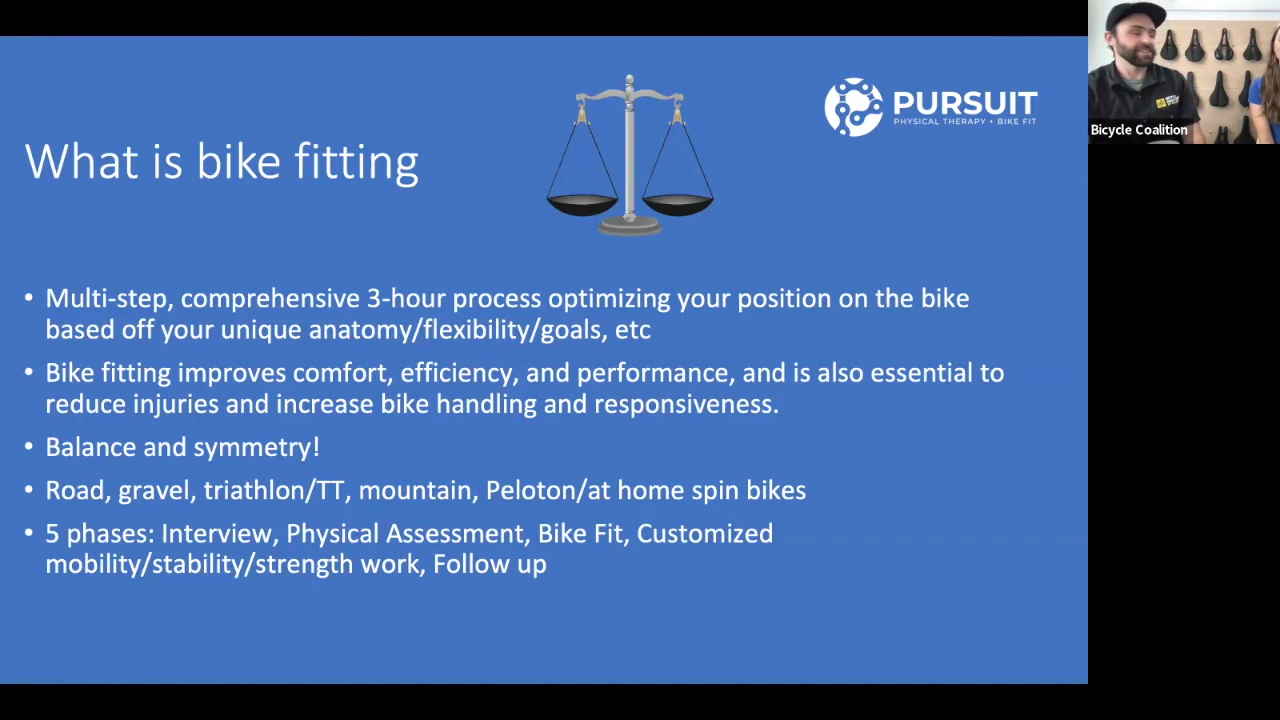 PURSUIT
PHYSICAL THERAPY + BIKE FIT
Bicycle Coalition
What is bike fitting
• Multi-step, comprehensive 3-hour process optimizing your position on the bike
based off your unique anatomy/flexibility/goals, etc
• Bike fitting improves comfort, efficiency, and performance, and is also essential to
reduce injuries and increase bike handling and responsiveness.
• Balance and symmetry!
• Road, gravel, triathlon/TT, mountain, Peloton/at home spin bikes
• 5 phases: Interview, Physical Assessment, Bike Fit, Customized
mobility/stability/strength work, Follow up